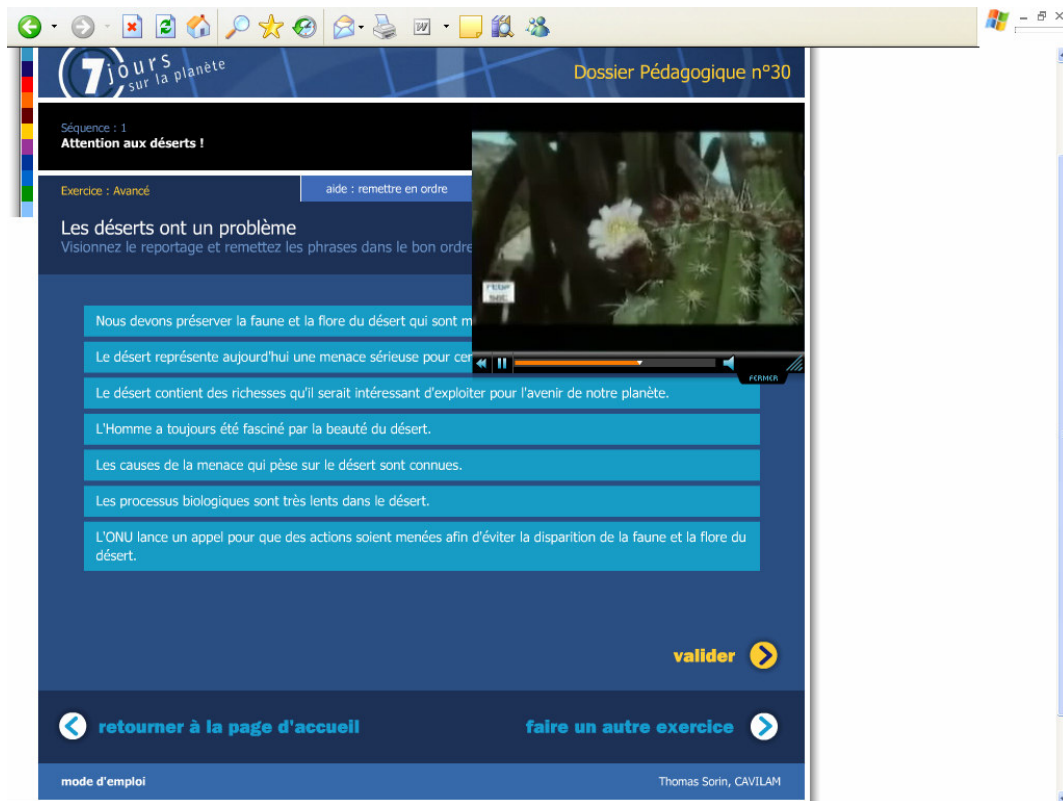 7 jours
sur la planète
Dossier Pédagogique n°30
Séquence : 1
Attention aux déserts !
Exercice : Avancé
aide : remettre en ordre
Les déserts ont un problème
Visionnez le reportage et remettez les phrases dans le bon ordre
Nous devons préserver la faune et la flore du désert qui sont
Le désert représente aujourd'hui une menace sérieuse pour
FERMER
Le désert contient des richesses qu'il serait intéressant d'exploiter pour l'avenir de notre planète.
L'Homme a toujours été fasciné par la beauté du désert.
Les causes de la menace qui pèse sur le désert sont connues.
Les processus biologiques sont très lents dans le désert.
L'ONU lance un appel pour que des actions soient menées afin d'éviter la disparition de la faune et la flore du
désert.
valider
retourner à la page d'accueil
faire un autre exercice
mode d'emploi
Thomas Sorin, CAVILAM